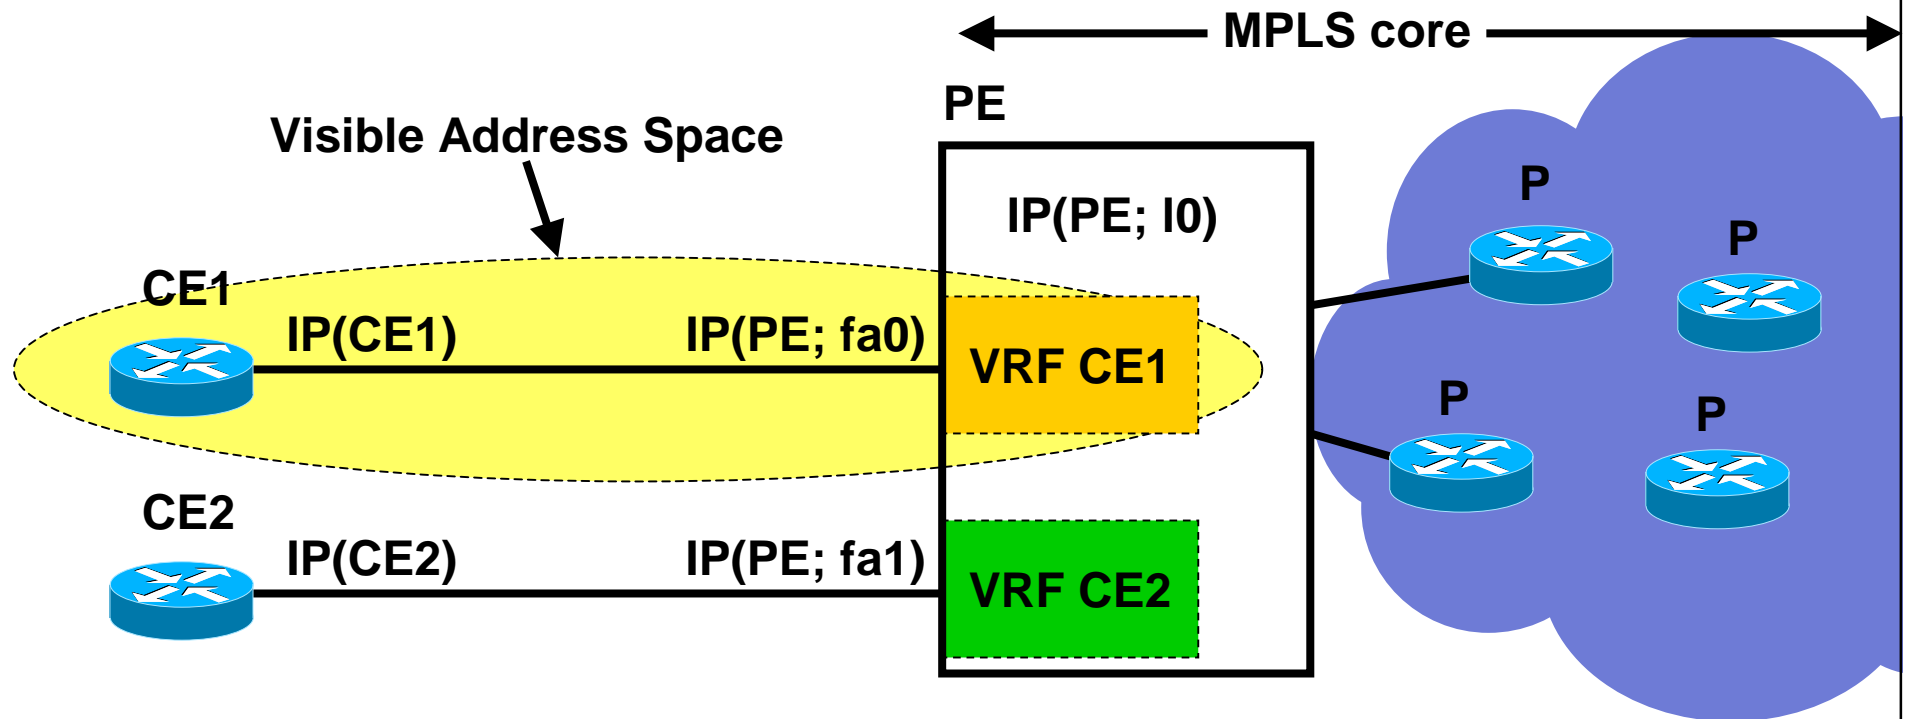 MPLS core
PE
Visible Address Space
IP(PE; l0)
P
P
CE1
IP(CE1)
IP(PE; fa0)
VRF CE1
P
P
CE2
IP(CE2)
IP(PE; fa1)
VRF CE2